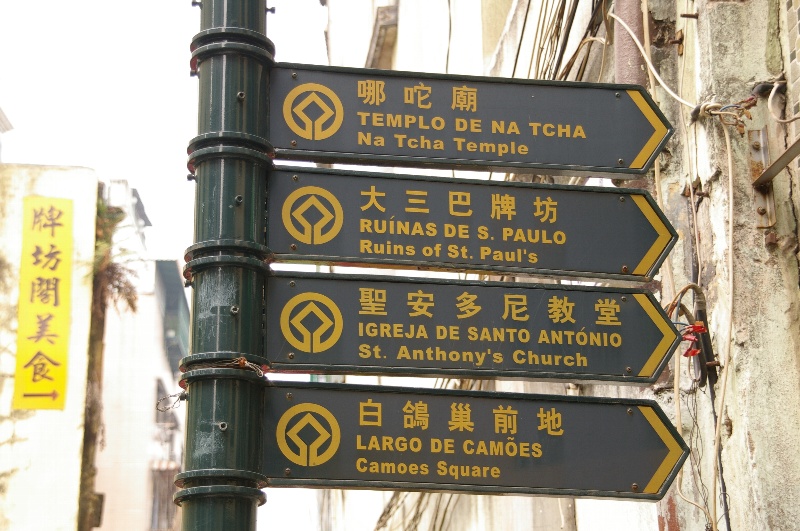 哪咤廟
TEMPLO DE NA TCHA
Na Tcha Temple
大三巴牌坊
RUÍNAS DE S. PAULO
Ruins of St. Paul's
聖安多尼教堂
IGREJA DE SANTO ANTÓNIO
St. Anthony's Church
白鴿巢前地
LARGO DE CAMÕES
Camoes Square
牌坊閣美食